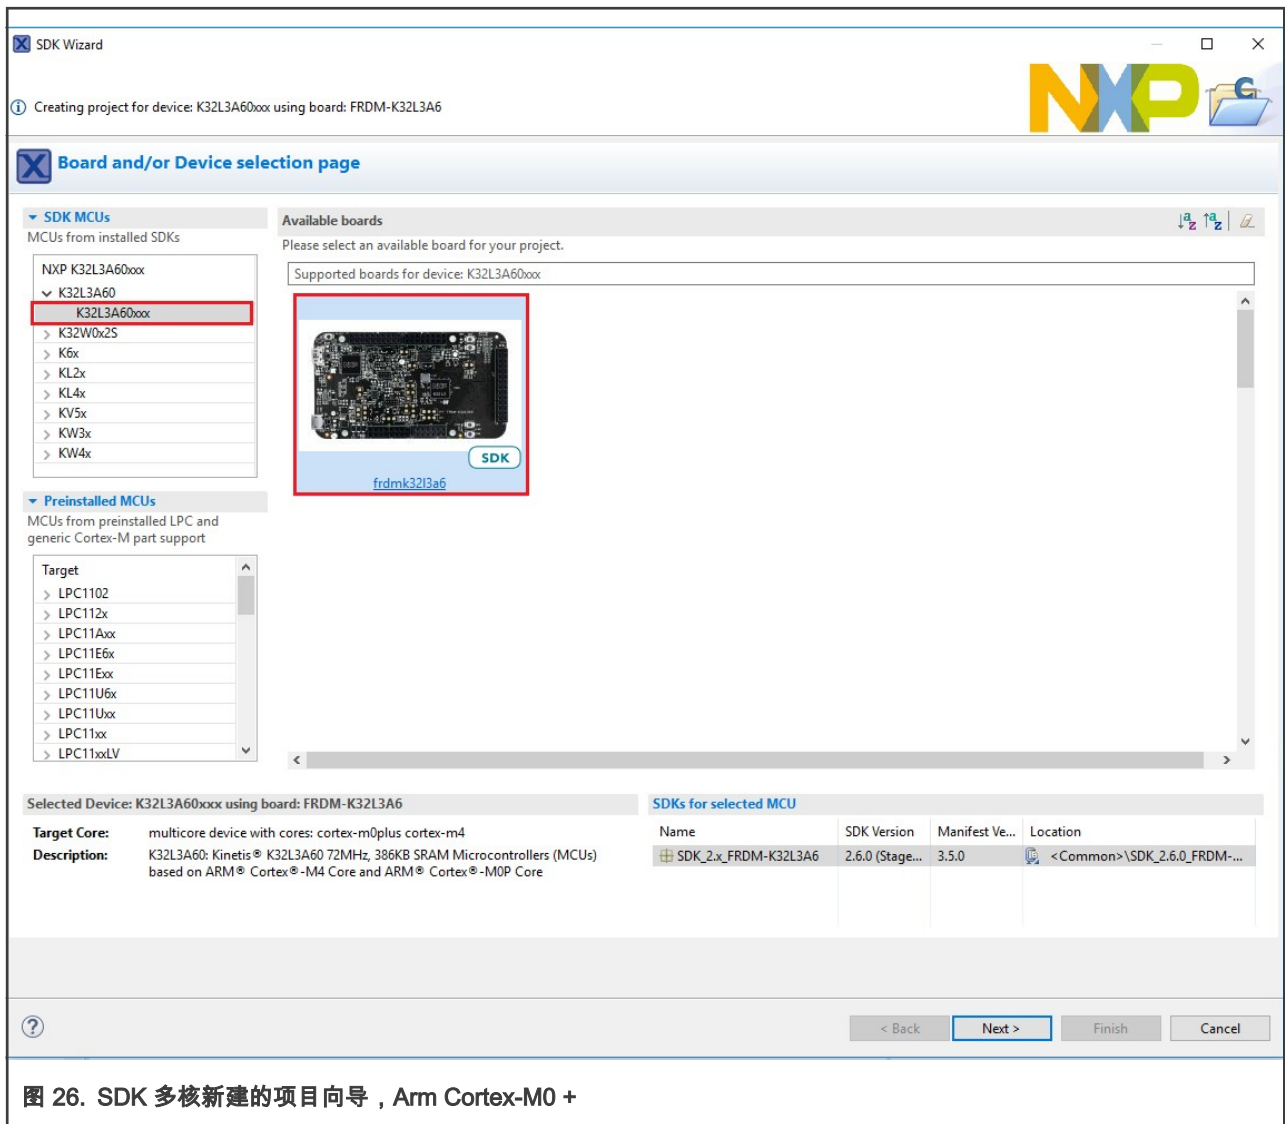 SDK Wizard
NXP
C
Creating project for device: K32L3A60xxx using board: FRDM-K32L3A6
Board and/or Device selection page
SDK MCUs
MCUs from installed SDKs
NXP K32L3A60xxx
K32L3A60
K32L3A60xxx
K32W0x2S
K6x
KL2x
KL4x
KV5x
KW3x
KW4x
Preinstalled MCUs
MCUs from preinstalled LPC and
generic Cortex-M part support
Target
LPC1102
LPC112x
LPC11Axx
LPC11E6x
LPC11Exx
LPC11U6x
LPC11Uxx
LPC11xx
LPC11xxLV
Available boards
Please select an available board for your project.
Supported boards for device: K32L3A60xxx
SDK
frdmk32l3a6
Selected Device: K32L3A60xxx using board: FRDM-K32L3A6
Target Core: multicore device with cores: cortex-m0plus cortex-m4
Description: K32L3A60: Kinetis® K32L3A60 72MHz, 386KB SRAM Microcontrollers (MCUs)
based on ARM® Cortex®-M4 Core and ARM® Cortex®-M0P Core
SDKs for selected MCU
Name SDK Version Manifest Ve... Location
SDK_2.x_FRDM-K32L3A6 2.6.0 (Stage... 3.5.0 <Common>\SDK_2.6.0_FRDM-...
< Back Next > Finish Cancel
图 26. SDK 多核新建的项目向导，Arm Cortex-M0 +